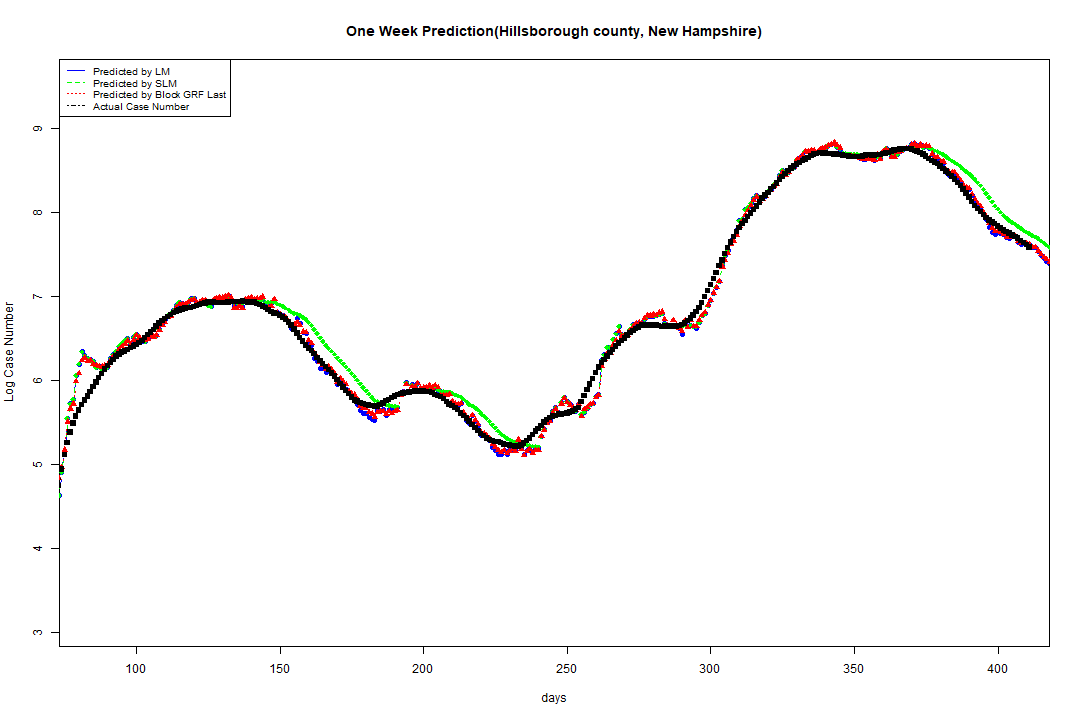 One Week Prediction(Hillsborough county, New Hampshire)
Predicted by LM
Predicted by SLM
Predicted by Block GRF Last
Actual Case Number
Log Case Number
9
8
7
6
5
4
3
100 150 200 250 300 350 400
days